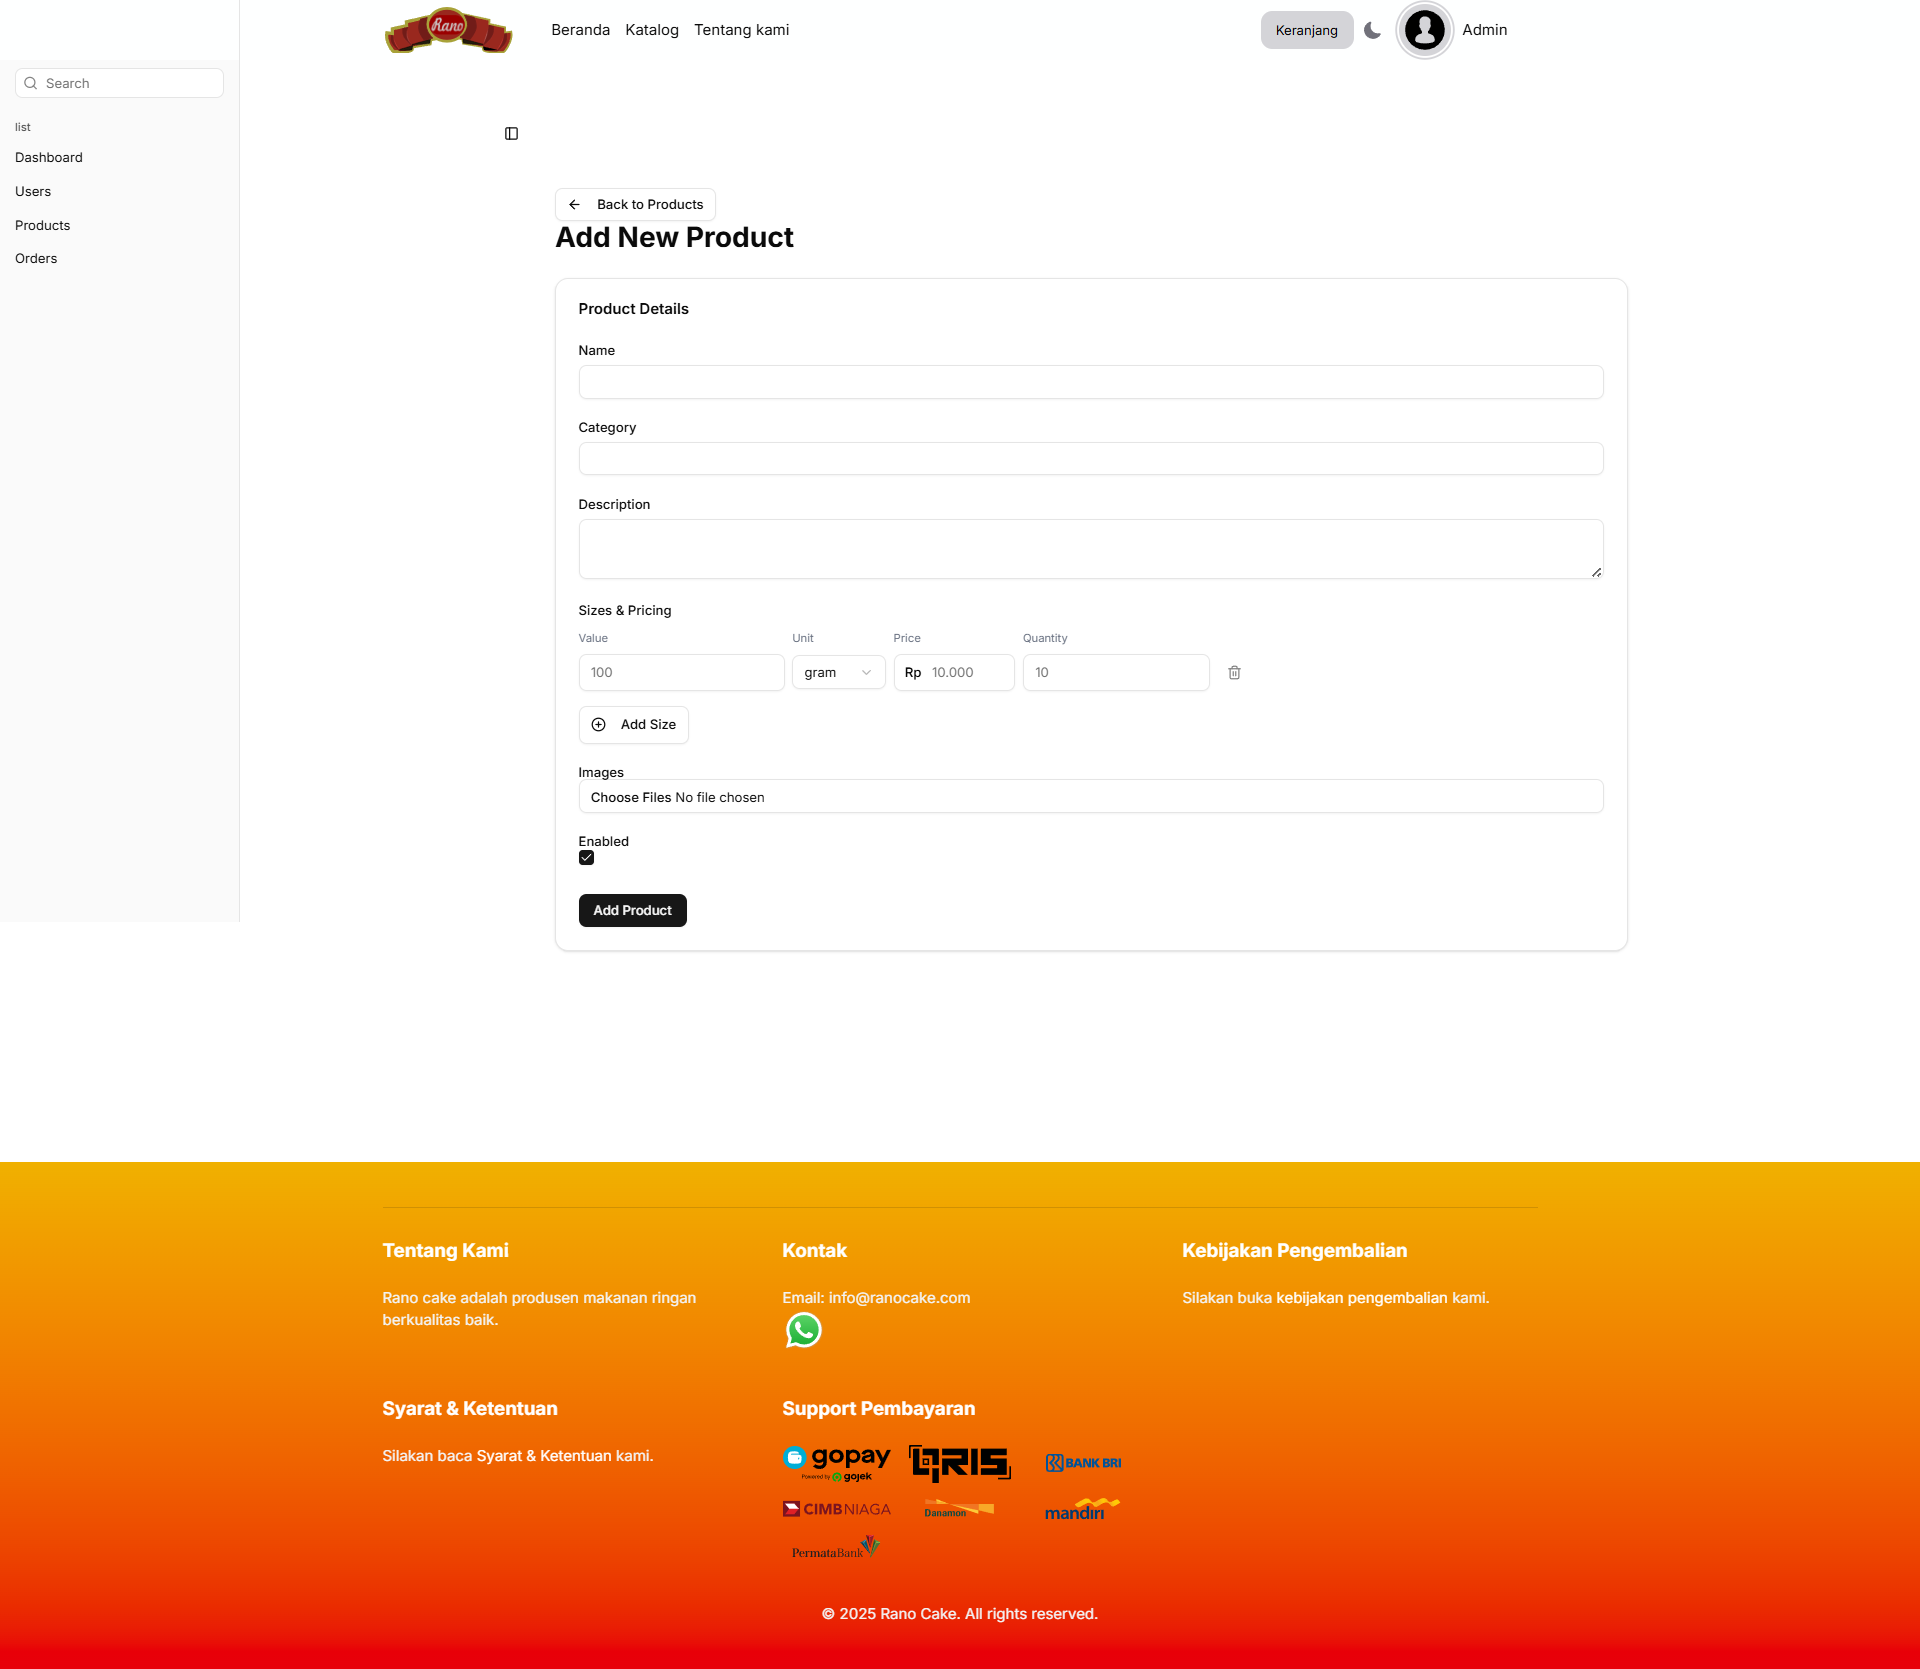 Rano
Beranda Katalog Tentang kami
Keranjang
Admin
Search
list
Dashboard
Users
Products
Orders
Back to Products
Add New Product
Product Details
Name
Category
Description
Sizes & Pricing
Value Unit Price Quantity
100 gram Rp 10.000 10
Add Size
Images
Choose Files No file chosen
Enabled
Add Product
Tentang Kami
Rano cake adalah produsen makanan ringan
berkualitas baik.
Kontak
Email: info@ranocake.com
Kebijakan Pengembalian
Silakan buka kebijakan pengembalian kami.
Syarat & Ketentuan
Silakan baca Syarat & Ketentuan kami.
Support Pembayaran
gopay
Powered by gojek
QRIS
BANK BRI
CIMB NIAGA
Danamon
mandiri
PermataBank
© 2025 Rano Cake. All rights reserved.